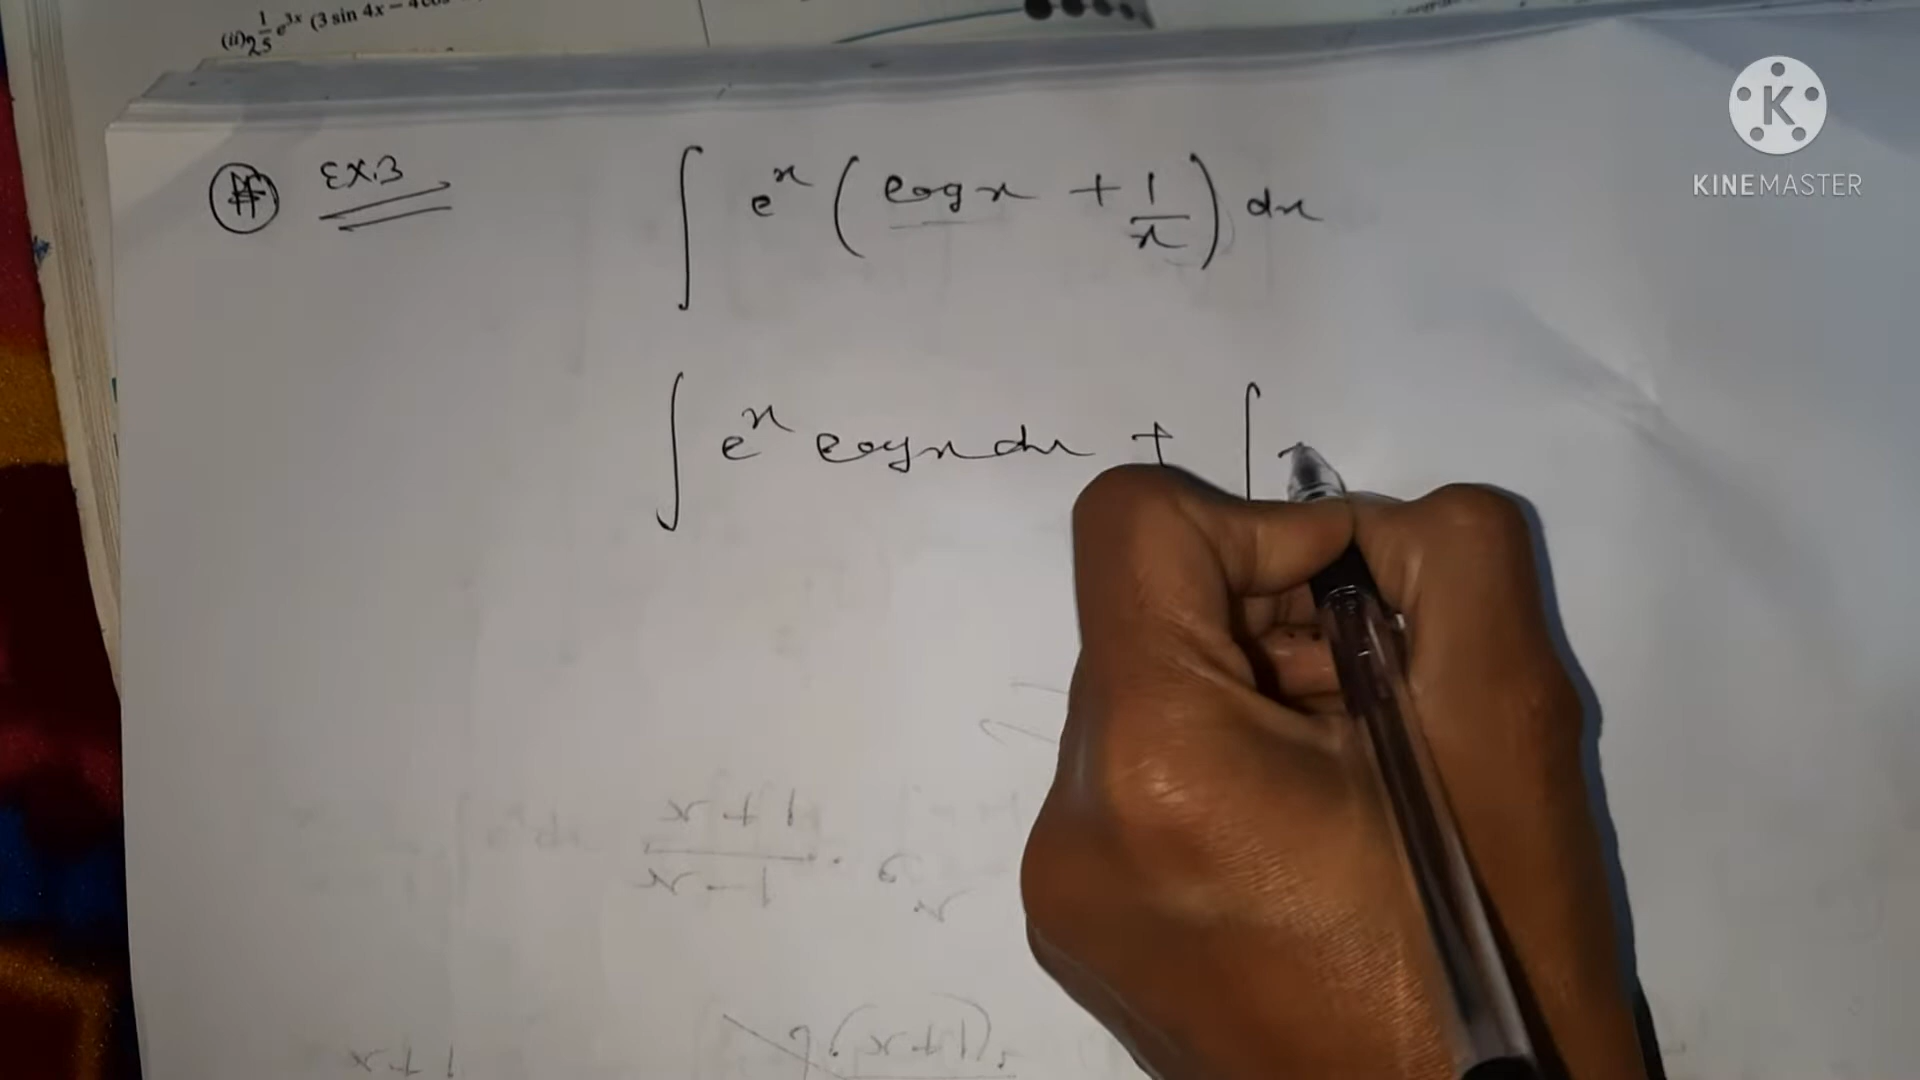 (ii) 1/25 e^3x (3 sin 4x –
KINEMASTER
# EX.3 ∫ e^x (log x + 1/x) dx
∫ e^x log x dx + ∫